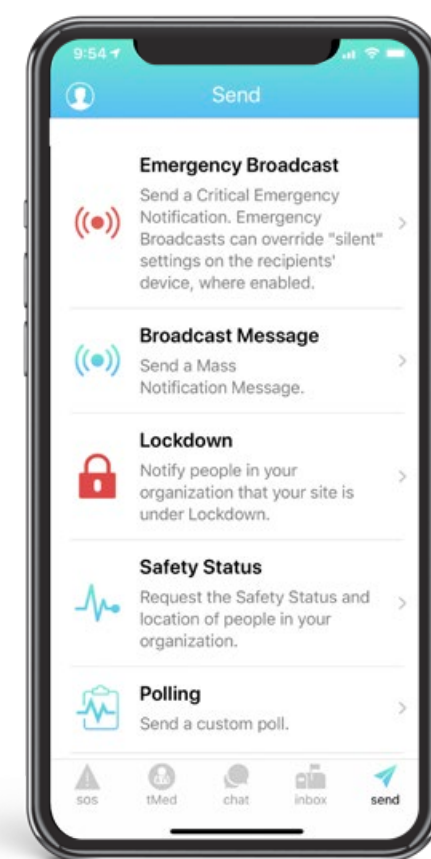 9:54
Send
Emergency Broadcast
Send a Critical Emergency
Notification. Emergency
Broadcasts can override "silent"
settings on the recipients'
device, where enabled.
Broadcast Message
Send a Mass
Notification Message.
Lockdown
Notify people in your
organization that your site is
under Lockdown.
Safety Status
Request the Safety Status and
location of people in your
organization.
Polling
Send a custom poll.
sos tMed chat inbox send